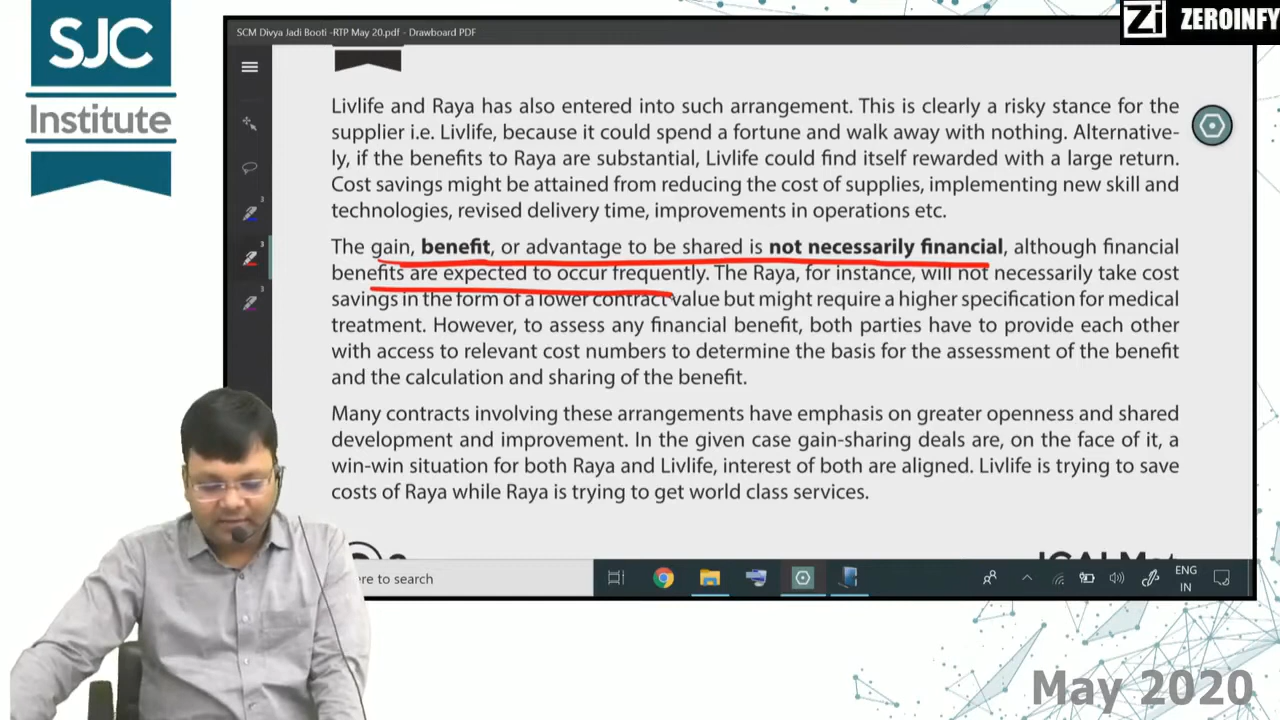 SJC
Institute
Zi ZEROINFY
SCM Divya Jadi Booti -RTP May 20.pdf - Drawboard PDF
Livlife and Raya has also entered into such arrangement. This is clearly a risky stance for the
supplier i.e. Livlife, because it could spend a fortune and walk away with nothing. Alternative-
ly, if the benefits to Raya are substantial, Livlife could find itself rewarded with a large return.
Cost savings might be attained from reducing the cost of supplies, implementing new skill and
technologies, revised delivery time, improvements in operations etc.
The gain, benefit, or advantage to be shared is not necessarily financial, although financial
benefits are expected to occur frequently. The Raya, for instance, will not necessarily take cost
savings in the form of a lower contract value but might require a higher specification for medical
treatment. However, to assess any financial benefit, both parties have to provide each other
with access to relevant cost numbers to determine the basis for the assessment of the benefit
and the calculation and sharing of the benefit.
Many contracts involving these arrangements have emphasis on greater openness and shared
development and improvement. In the given case gain-sharing deals are, on the face of it, a
win-win situation for both Raya and Livlife, interest of both are aligned. Livlife is trying to save
costs of Raya while Raya is trying to get world class services.
3
3
3
ere to search
ENG
IN
May 2020